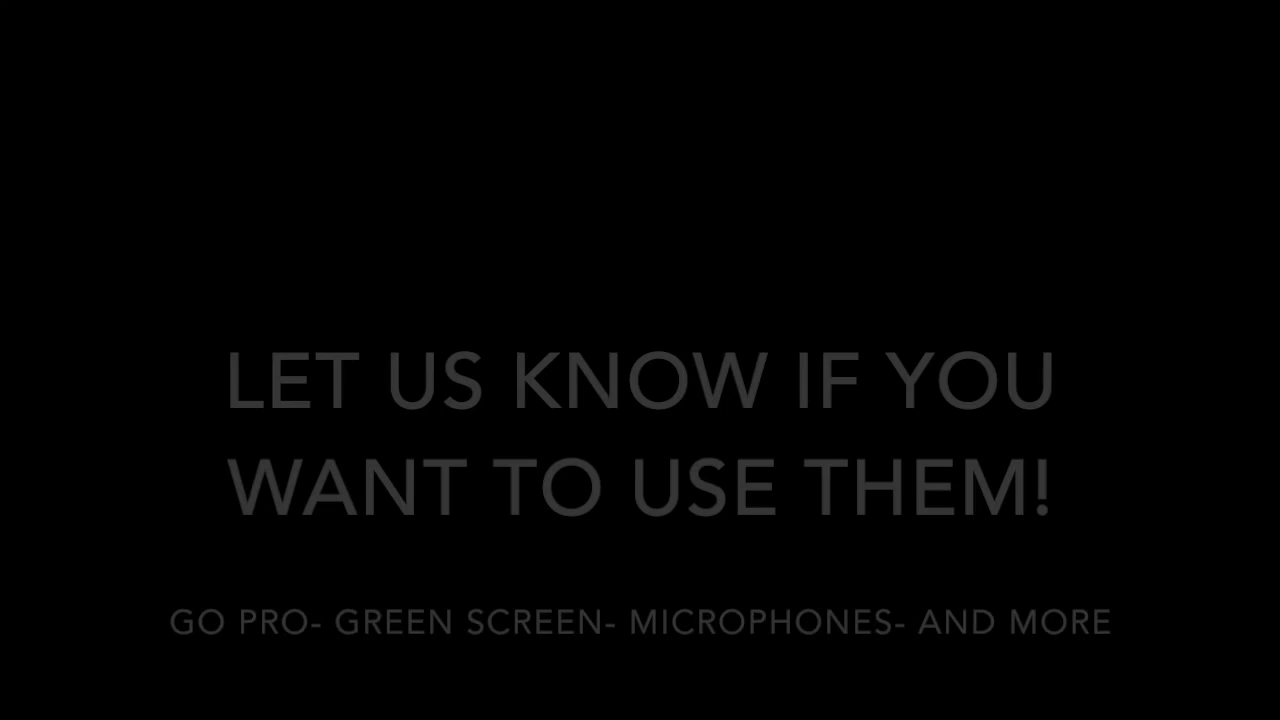 LET US KNOW IF YOU
WANT TO USE THEM!
GO PRO- GREEN SCREEN- MICROPHONES- AND MORE